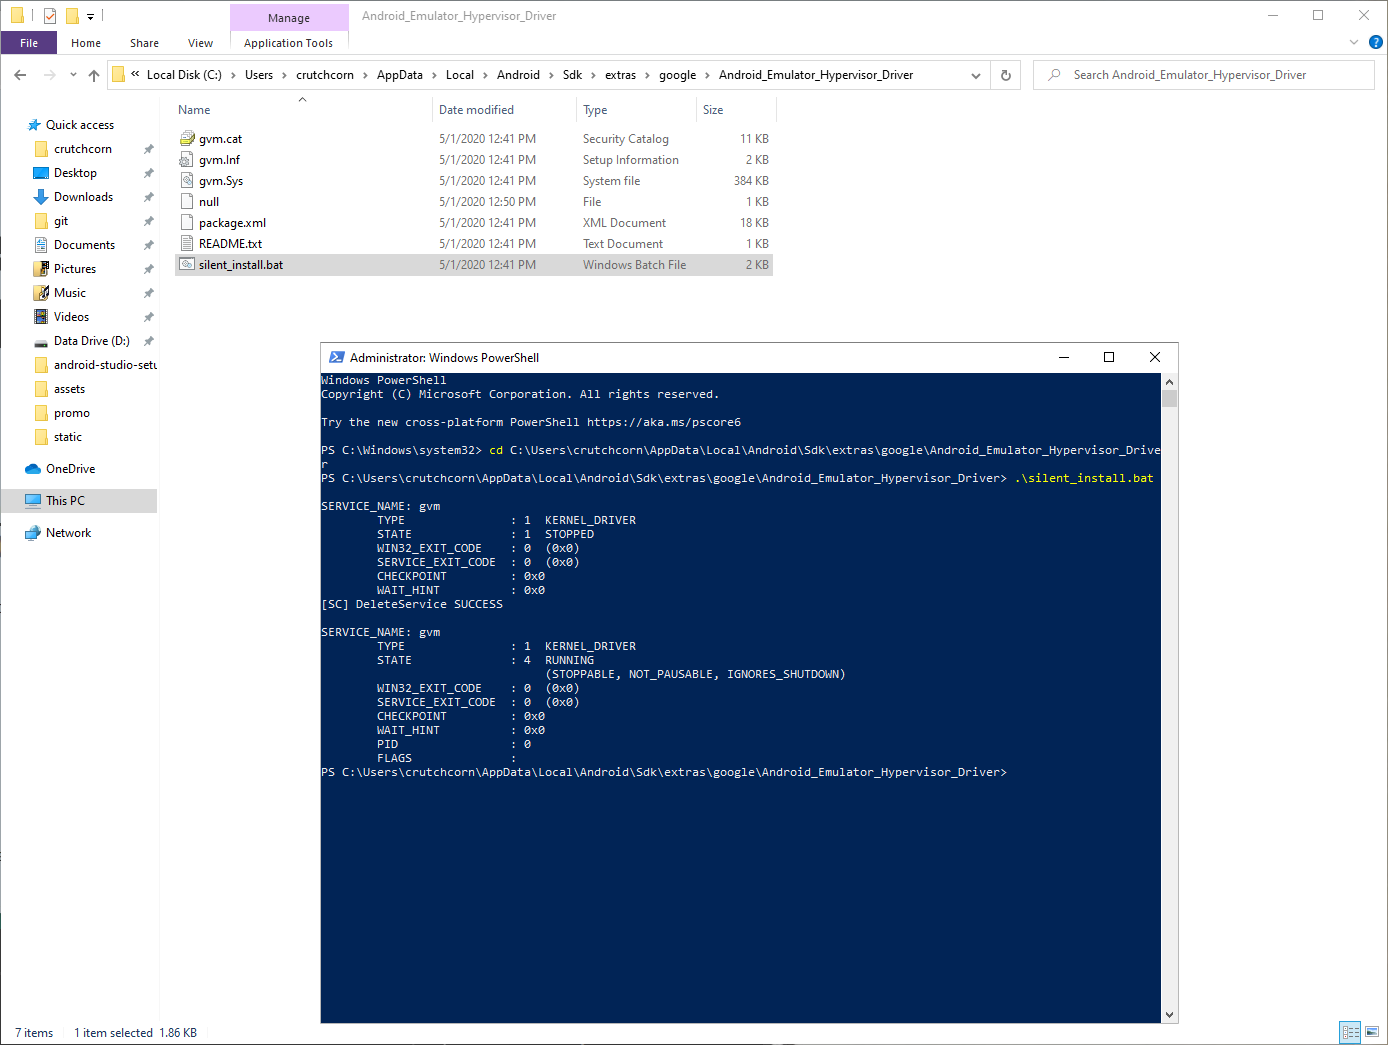 Manage
Android_Emulator_Hypervisor_Driver
File
Home
Share
View
Application Tools
« Local Disk (C:) › Users › crutchcorn › AppData › Local › Android › Sdk › extras › google › Android_Emulator_Hypervisor_Driver
Search Android_Emulator_Hypervisor_Driver
Name
Date modified
Type
Size
gvm.cat 5/1/2020 12:41 PM Security Catalog 11 KB
gvm.Inf 5/1/2020 12:41 PM Setup Information 2 KB
gvm.Sys 5/1/2020 12:41 PM System file 384 KB
null 5/1/2020 12:50 PM File 1 KB
package.xml 5/1/2020 12:41 PM XML Document 18 KB
README.txt 5/1/2020 12:41 PM Text Document 1 KB
silent_install.bat 5/1/2020 12:41 PM Windows Batch File 2 KB
Quick access
crutchcorn
Desktop
Downloads
git
Documents
Pictures
Music
Videos
Data Drive (D:)
android-studio-setu
assets
promo
static
OneDrive
This PC
Network
Administrator: Windows PowerShell
Windows PowerShell
Copyright (C) Microsoft Corporation. All rights reserved.
Try the new cross-platform PowerShell https://aka.ms/pscore6
PS C:\Windows\system32> cd C:\Users\crutchcorn\AppData\Local\Android\Sdk\extras\google\Android_Emulator_Hypervisor_Drive
r
PS C:\Users\crutchcorn\AppData\Local\Android\Sdk\extras\google\Android_Emulator_Hypervisor_Driver> .\silent_install.bat
SERVICE_NAME: gvm
TYPE : 1 KERNEL_DRIVER
STATE : 1 STOPPED
WIN32_EXIT_CODE : 0 (0x0)
SERVICE_EXIT_CODE : 0 (0x0)
CHECKPOINT : 0x0
WAIT_HINT : 0x0
[SC] DeleteService SUCCESS
SERVICE_NAME: gvm
TYPE : 1 KERNEL_DRIVER
STATE : 4 RUNNING
(STOPPABLE, NOT_PAUSABLE, IGNORES_SHUTDOWN)
WIN32_EXIT_CODE : 0 (0x0)
SERVICE_EXIT_CODE : 0 (0x0)
CHECKPOINT : 0x0
WAIT_HINT : 0x0
PID : 0
FLAGS :
PS C:\Users\crutchcorn\AppData\Local\Android\Sdk\extras\google\Android_Emulator_Hypervisor_Driver>
7 items
1 item selected 1.86 KB